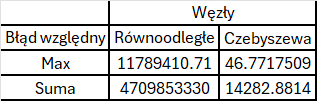 Węzły
Błąd względny Równoodległe Czebyszewa
Max 11789410.71 46.7717509
Suma 4709853330 14282.8814